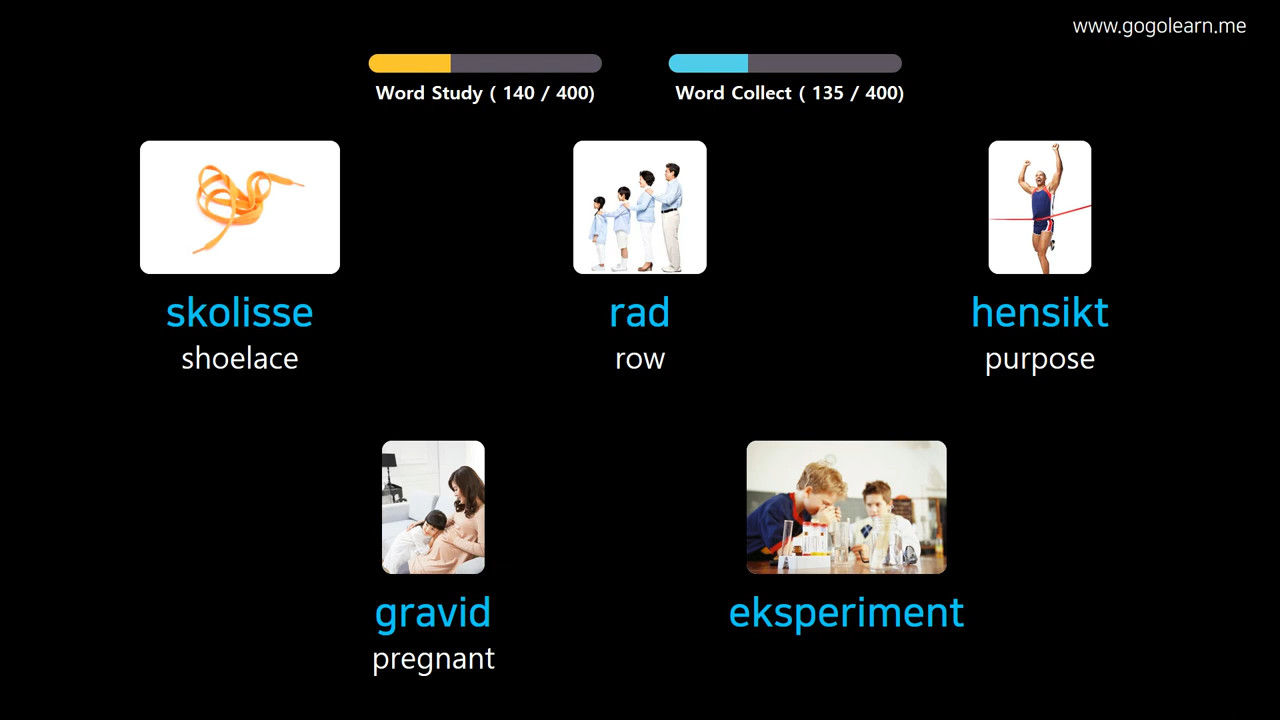 www.gogolearn.me
Word Study ( 140 / 400)
Word Collect ( 135 / 400)
skolisse
shoelace
rad
row
hensikt
purpose
gravid
pregnant
eksperiment